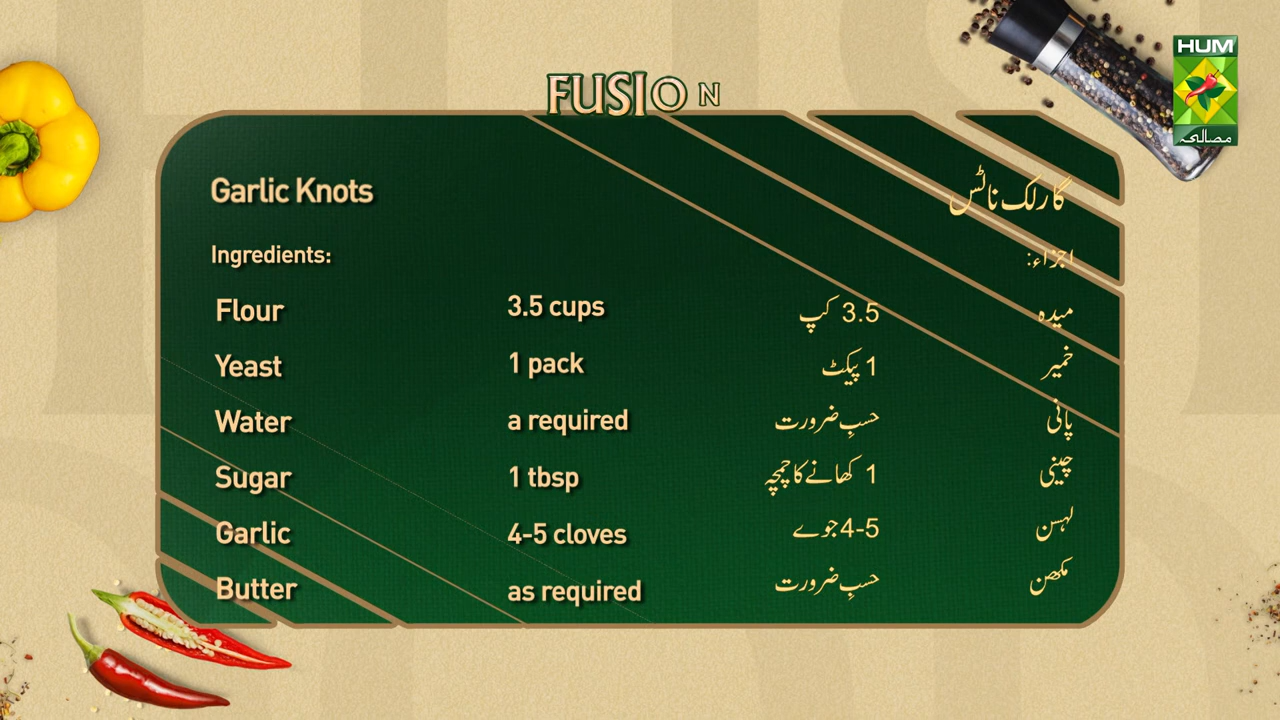 FUSION
HUM
مصالحہ
Garlic Knots گارلک ناٹس
Ingredients: اجزاء:
Flour 3.5 cups 3.5 کپ میدہ
Yeast 1 pack 1 پیکٹ خمیر
Water a required حسبِ ضرورت پانی
Sugar 1 tbsp 1 کھانے کا چمچہ چینی
Garlic 4-5 cloves 4-5 جوے لہسن
Butter as required حسبِ ضرورت مکھن